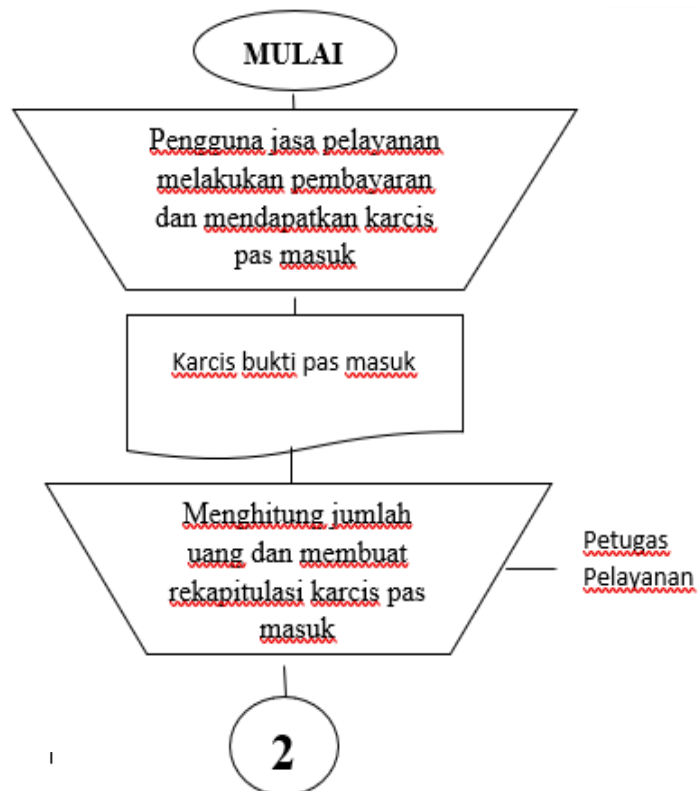 MULAI
Pengguna jasa pelayanan
melakukan pembayaran
dan mendapatkan karcis
pas masuk
Karcis bukti pas masuk
Menghitung jumlah
uang dan membuat
rekapitulasi karcis pas
masuk
Petugas
Pelayanan
2